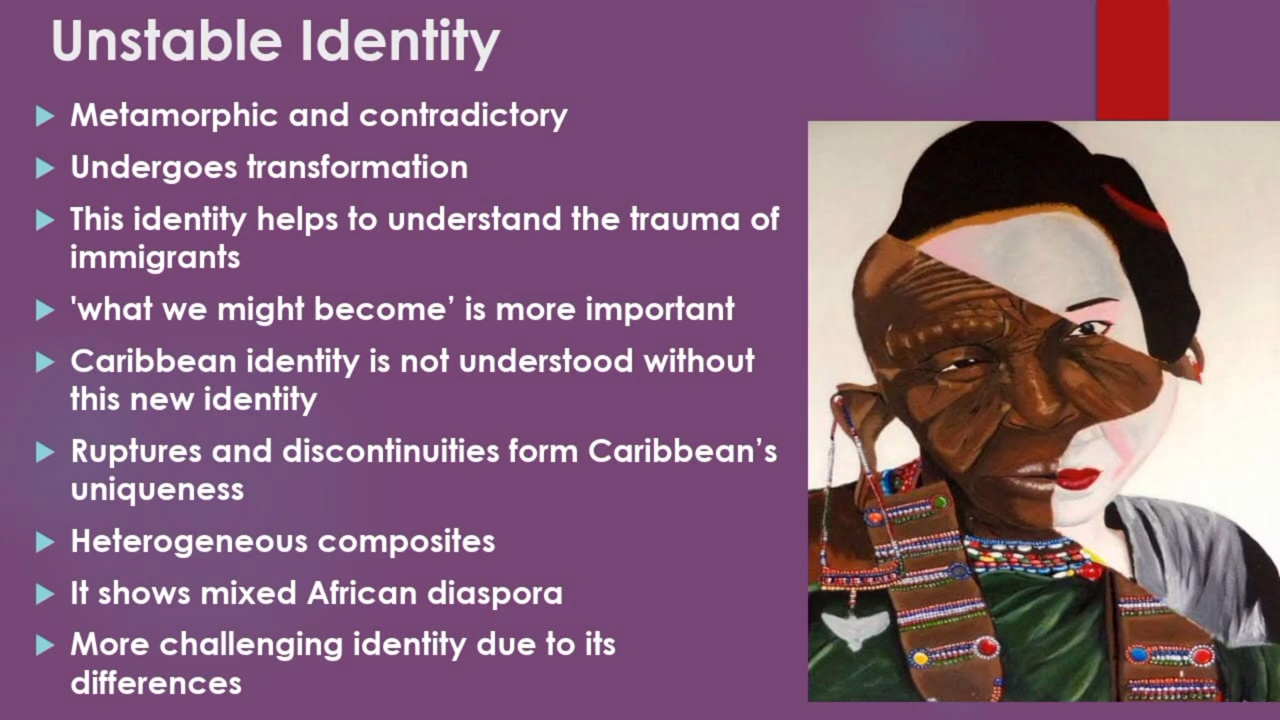 Unstable Identity
Metamorphic and contradictory
Undergoes transformation
This identity helps to understand the trauma of
immigrants
'what we might become’ is more important
Caribbean identity is not understood without
this new identity
Ruptures and discontinuities form Caribbean’s
uniqueness
Heterogeneous composites
It shows mixed African diaspora
More challenging identity due to its
differences